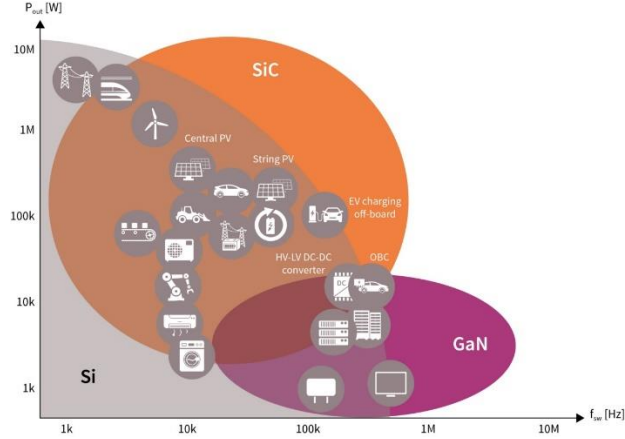 Pout [W]
10M
SiC
1M
Central PV
String PV
100k
EV charging
off-board
HV-LV DC-DC
converter
OBC
10k
DC
GaN
Si
1k
fsw [Hz]
1k
10k
100k
1M
10M